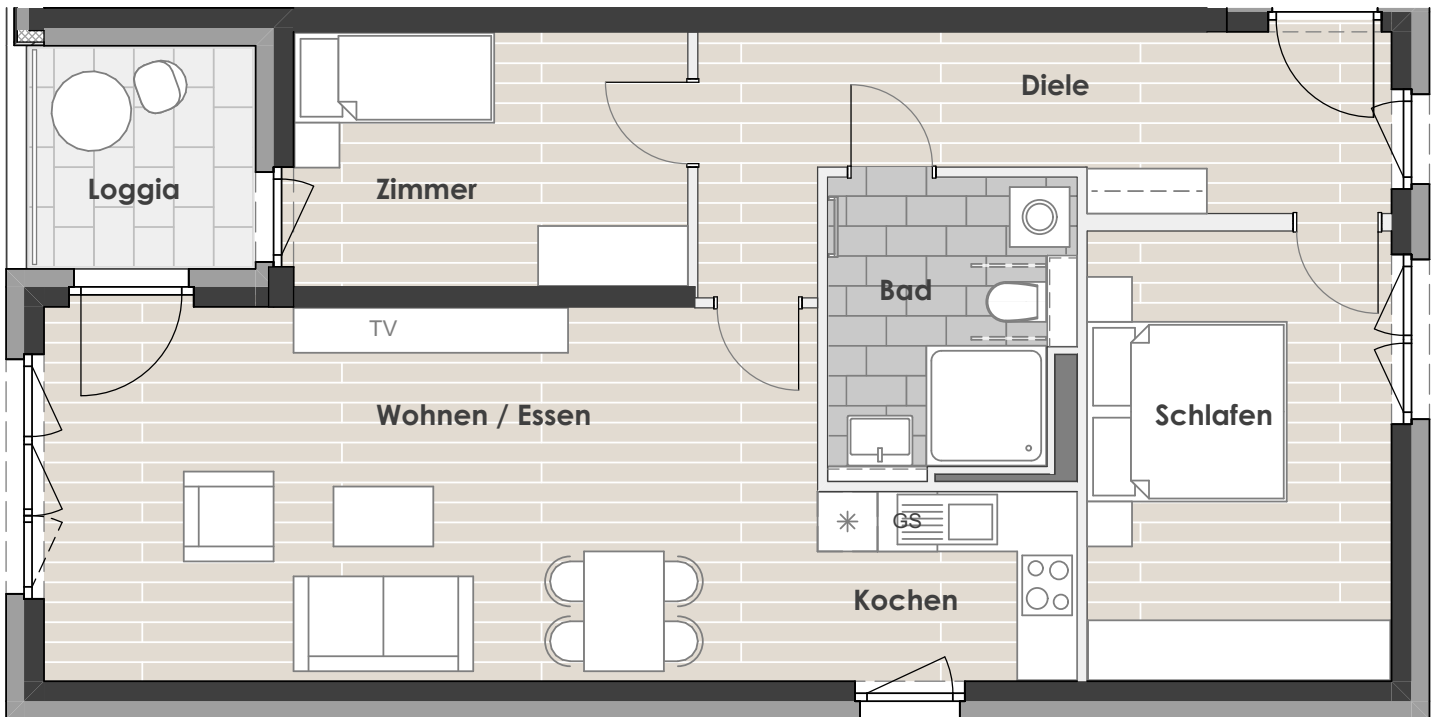 Diele
Loggia
Zimmer
Bad
TV
Wohnen / Essen
Schlafen
GS
Kochen